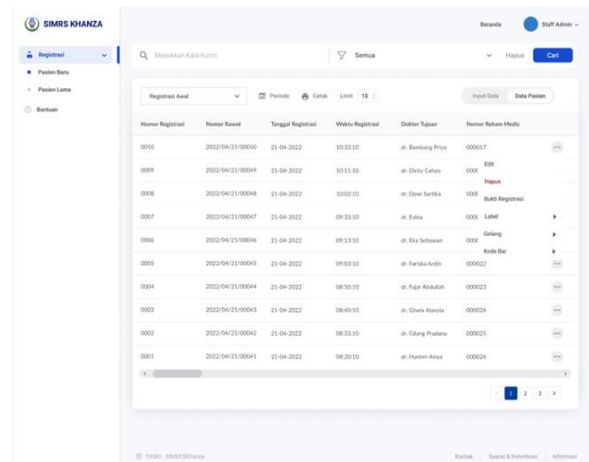 SIMRS KHANZA
Beranda Staff Admin
Registrasi
Pasien Baru
Pasien Lama
Bantuan
Masukkan Kata Kunci Semua Hapus Cari
Registrasi Awal Periode Cetak Limit 10 Input Data Data Pasien
Nomor Registrasi Nomor Rawat Tanggal Registrasi Waktu Registrasi Dokter Tujuan Nomor Rekam Medis
0010 2022/04/21/00050 21-04-2022 10:33:10 dr. Bambang Priyo 000017
0009 2022/04/21/00049 21-04-2022 10:11:10 dr. Dicky Cahyo
0008 2022/04/21/00048 21-04-2022 10:02:10 dr. Dewi Sartika
0007 2022/04/21/00047 21-04-2022 09:33:10 dr. Evina
0006 2022/04/21/00046 21-04-2022 09:13:10 dr. Eka Setiawan
Edit
Hapus
Bukti Registrasi
Label
Gelang
Kode Bar
0005 2022/04/21/00045 21-04-2022 09:03:10 dr. Fariska Ardin 000022
0004 2022/04/21/00044 21-04-2022 08:50:10 dr. Fajar Abdullah 000023
0003 2022/04/21/00043 21-04-2022 08:40:10 dr. Gisela Atasyia 000024
0002 2022/04/21/00042 21-04-2022 08:33:10 dr. Gilang Pradana 000025
0001 2022/04/21/00041 21-04-2022 08:20:10 dr. Hureen Aisya 000026
1 2 3
Kontak Syarat & Ketentuan Informasi